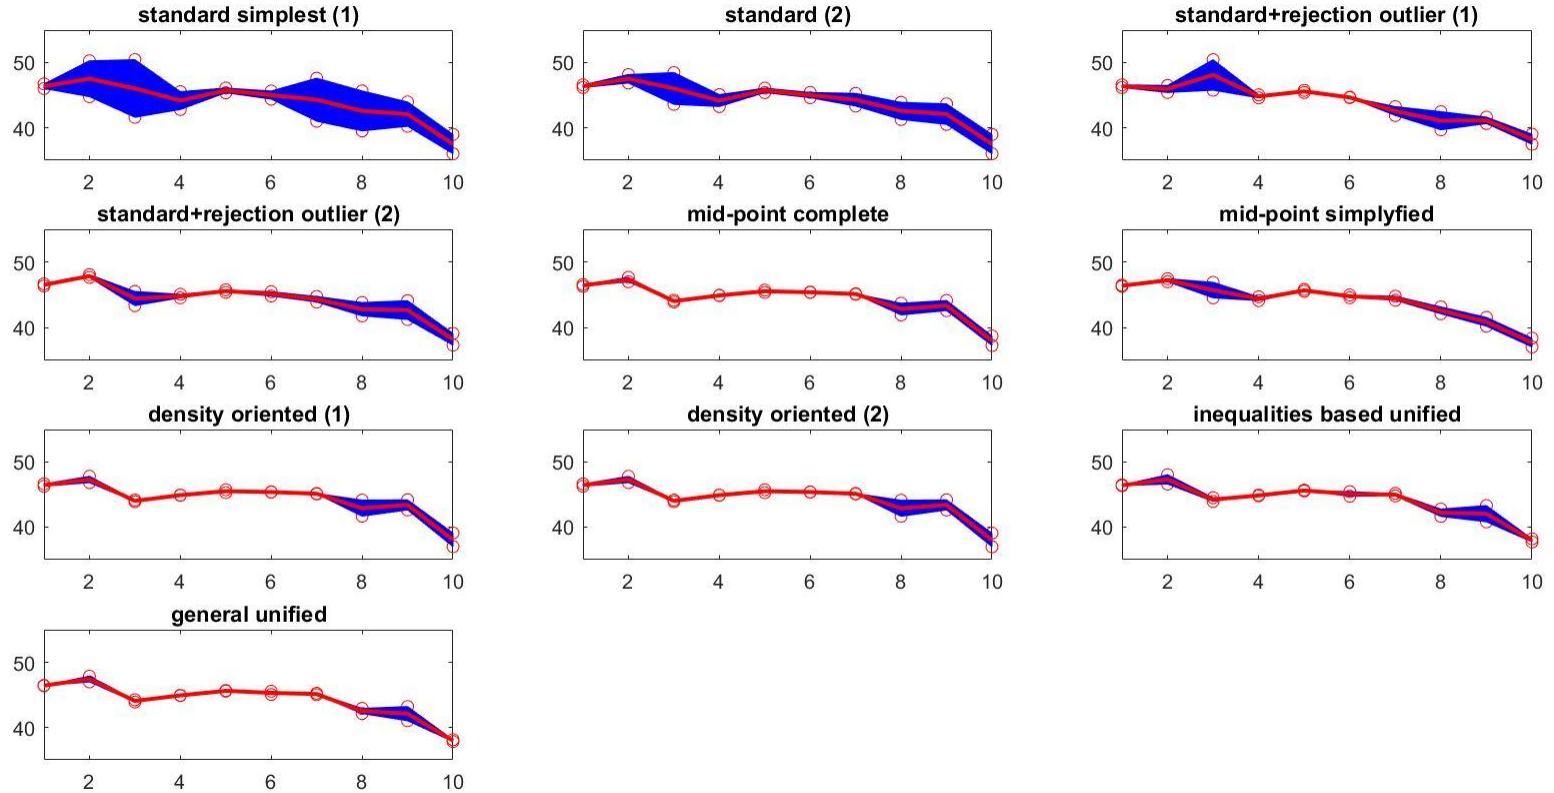 standard simplest (1) standard (2) standard+rejection outlier (1)
50 50 50
40 40 40
2 4 6 8 10 2 4 6 8 10 2 4 6 8 10
standard+rejection outlier (2) mid-point complete mid-point simplyfied
50 50 50
40 40 40
2 4 6 8 10 2 4 6 8 10 2 4 6 8 10
density oriented (1) density oriented (2) inequalities based unified
50 50 50
40 40 40
2 4 6 8 10 2 4 6 8 10 2 4 6 8 10
general unified
50
40
2 4 6 8 10